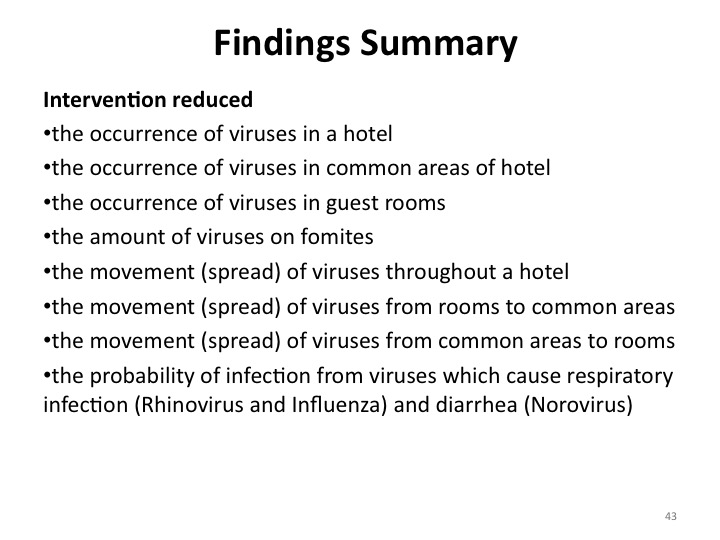 Findings Summary
Intervention reduced
•the occurrence of viruses in a hotel
•the occurrence of viruses in common areas of hotel
•the occurrence of viruses in guest rooms
•the amount of viruses on fomites
•the movement (spread) of viruses throughout a hotel
•the movement (spread) of viruses from rooms to common areas
•the movement (spread) of viruses from common areas to rooms
•the probability of infection from viruses which cause respiratory
infection (Rhinovirus and Influenza) and diarrhea (Norovirus)
43